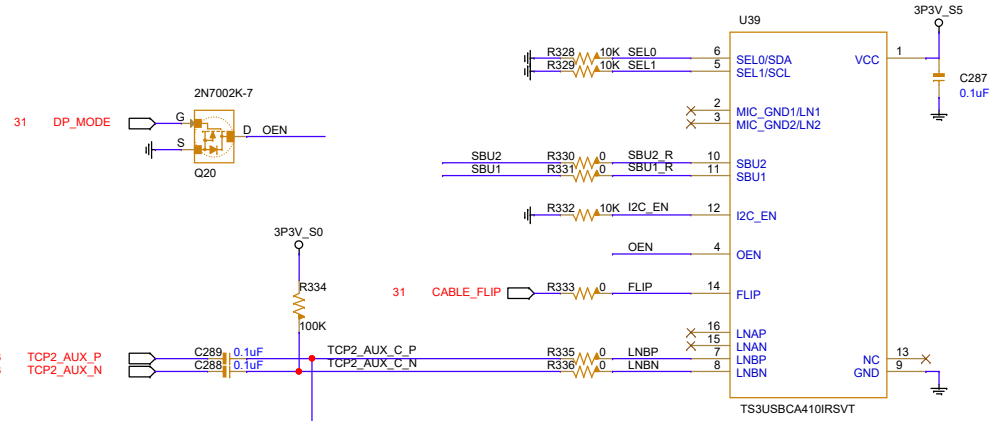 3P3V_S5
U39
R328 10K SEL0 6 SEL0/SDA VCC 1
R329 10K SEL1 5 SEL1/SCL
C287
0.1uF
2N7002K-7
31 DP_MODE G
D OEN
S
Q20
2 MIC_GND1/LN1
3 MIC_GND2/LN2
SBU2 R330 0 SBU2_R 10 SBU2
SBU1 R331 0 SBU1_R 11 SBU1
R332 10K I2C_EN 12 I2C_EN
3P3V_S0
OEN 4 OEN
R334
100K
31 CABLE_FLIP R333 0 FLIP 14 FLIP
16 LNAP
15 LNAN
TCP2_AUX_P C289 0.1uF TCP2_AUX_C_P R335 0 LNBP 7 LNBP NC 13
TCP2_AUX_N C288 0.1uF TCP2_AUX_C_N R336 0 LNBN 8 LNBN GND 9
TS3USBCA410IRSVT